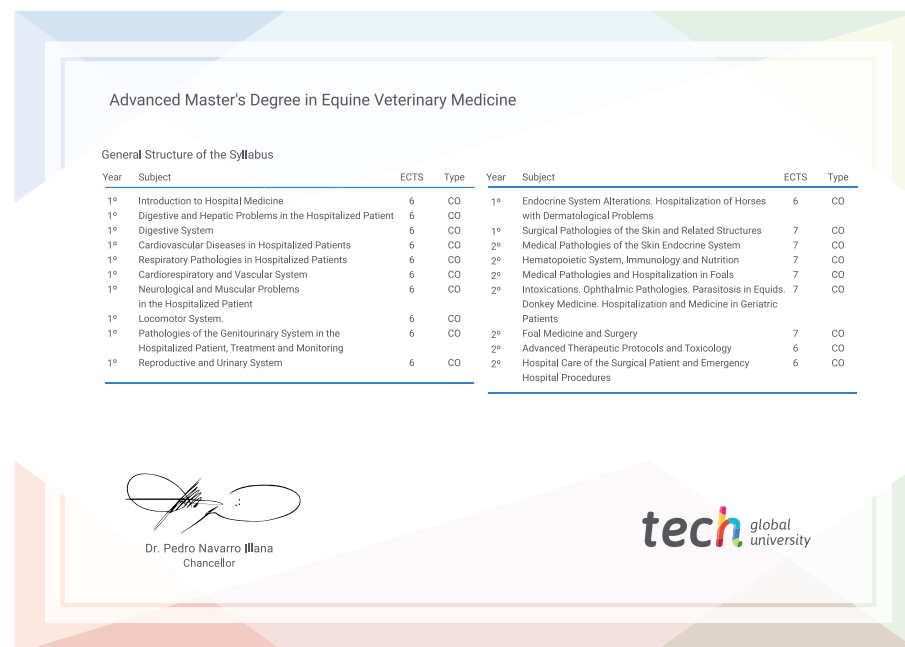 Advanced Master's Degree in Equine Veterinary Medicine
General Structure of the Syllabus
Year Subject ECTS Type
1º Introduction to Hospital Medicine 6 CO
1º Digestive and Hepatic Problems in the Hospitalized Patient 6 CO
1º Digestive System 6 CO
1º Cardiovascular Diseases in Hospitalized Patients 6 CO
1º Respiratory Pathologies in Hospitalized Patients 6 CO
1º Cardiorespiratory and Vascular System 6 CO
1º Neurological and Muscular Problems 6 CO
in the Hospitalized Patient
1º Locomotor System. 6 CO
1º Pathologies of the Genitourinary System in the 6 CO
Hospitalized Patient, Treatment and Monitoring
1º Reproductive and Urinary System 6 CO
Year Subject ECTS Type
1º Endocrine System Alterations. Hospitalization of Horses 6 CO
with Dermatological Problems
1º Surgical Pathologies of the Skin and Related Structures 7 CO
2º Medical Pathologies of the Skin Endocrine System 7 CO
2º Hematopoietic System, Immunology and Nutrition 7 CO
2º Medical Pathologies and Hospitalization in Foals 7 CO
2º Intoxications. Ophthalmic Pathologies. Parasitosis in Equids. 7 CO
Donkey Medicine. Hospitalization and Medicine in Geriatric
Patients
2º Foal Medicine and Surgery 7 CO
2º Advanced Therapeutic Protocols and Toxicology 6 CO
2º Hospital Care of the Surgical Patient and Emergency 6 CO
Hospital Procedures
Dr. Pedro Navarro Illana
Chancellor
tech global
university